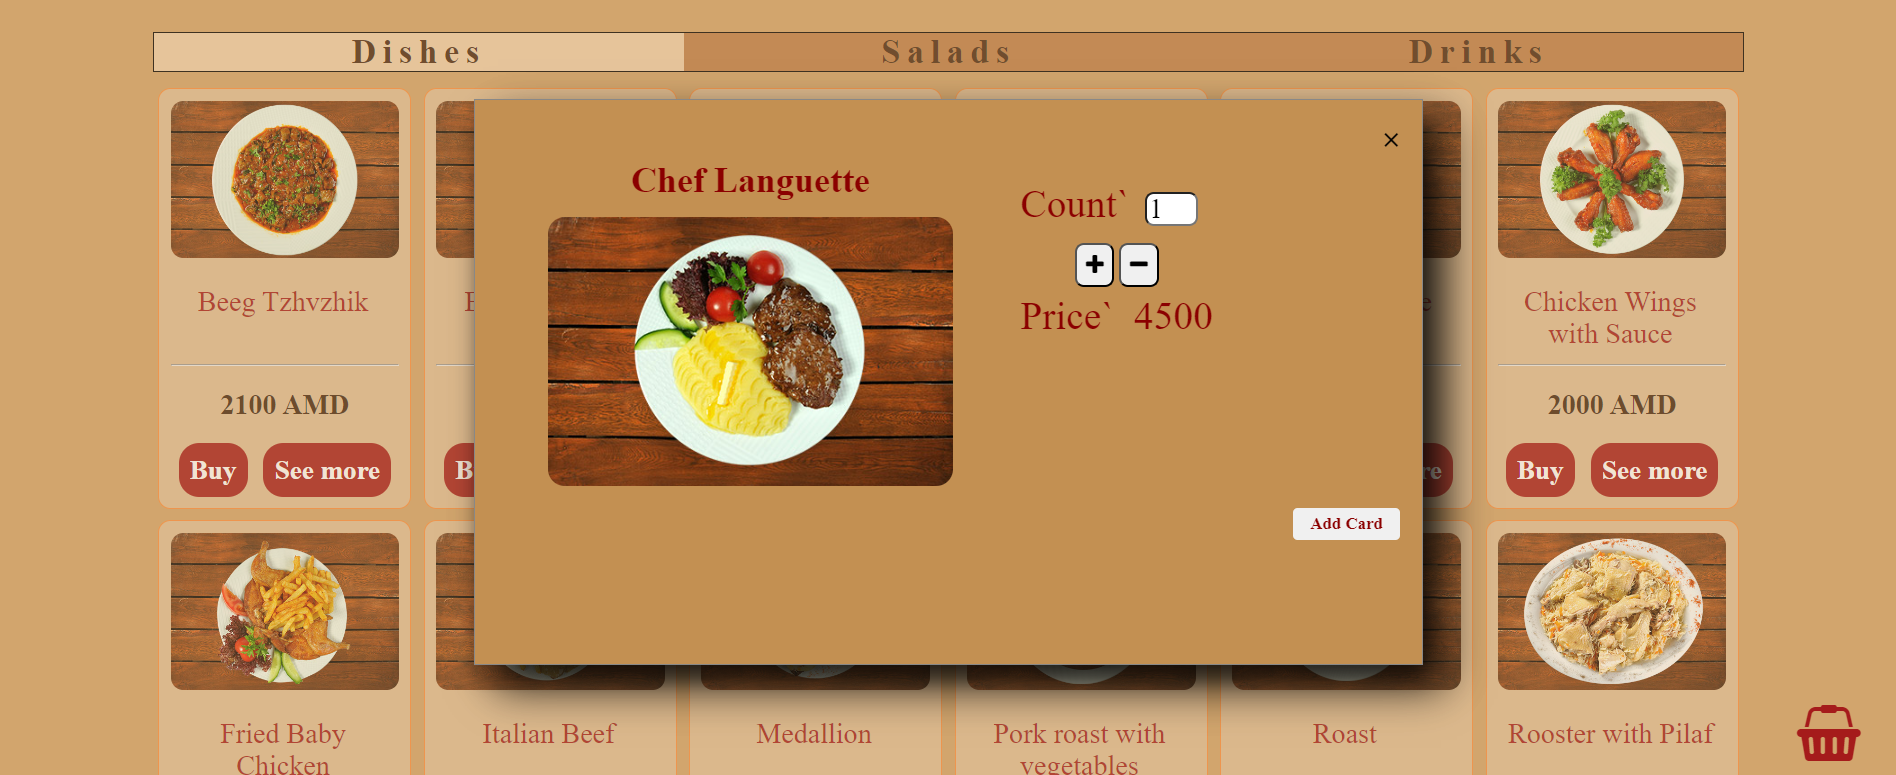 Dishes
Salads
Drinks
Chef Languette
Count` 1
Price` 4500
Add Card
Beeg Tzhvzhik
2100 AMD
Buy
See more
Chicken Wings
with Sauce
2000 AMD
Buy
See more
Fried Baby
Chicken
Italian Beef
Medallion
Pork roast with
vegetables
Roast
Rooster with Pilaf